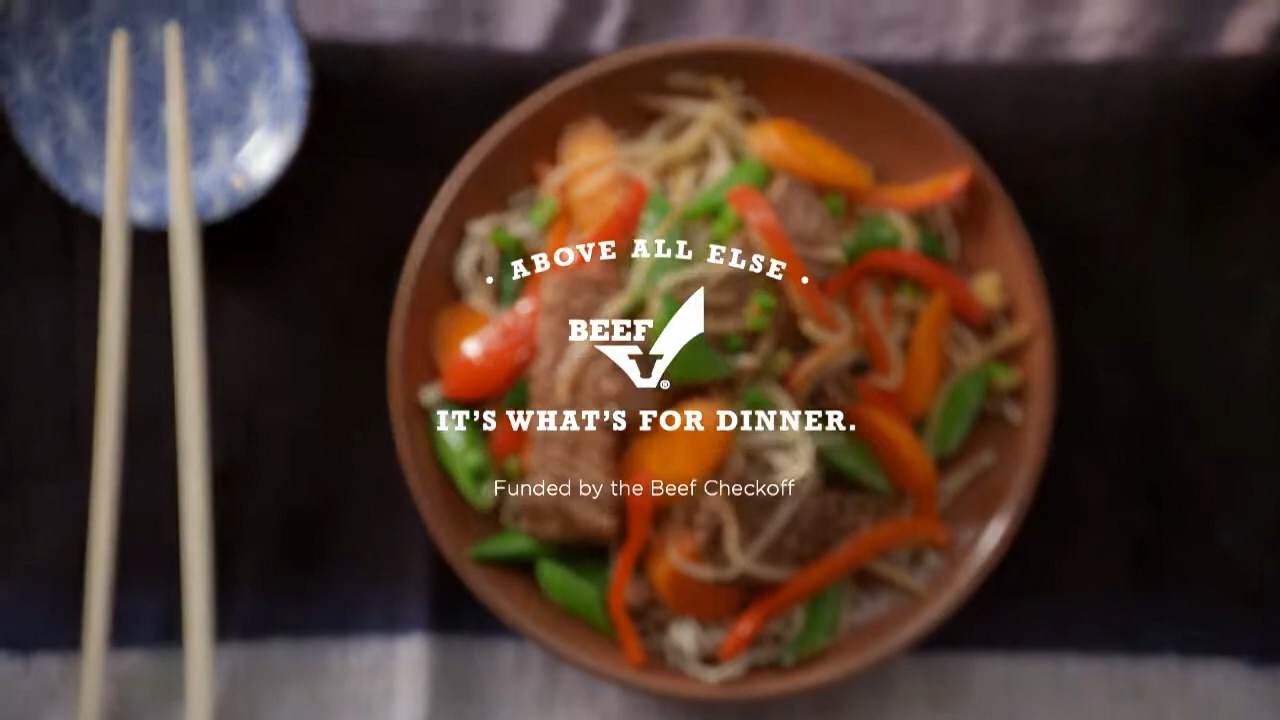 • ABOVE ALL ELSE •
BEEF
®
IT'S WHAT'S FOR DINNER.
Funded by the Beef Checkoff